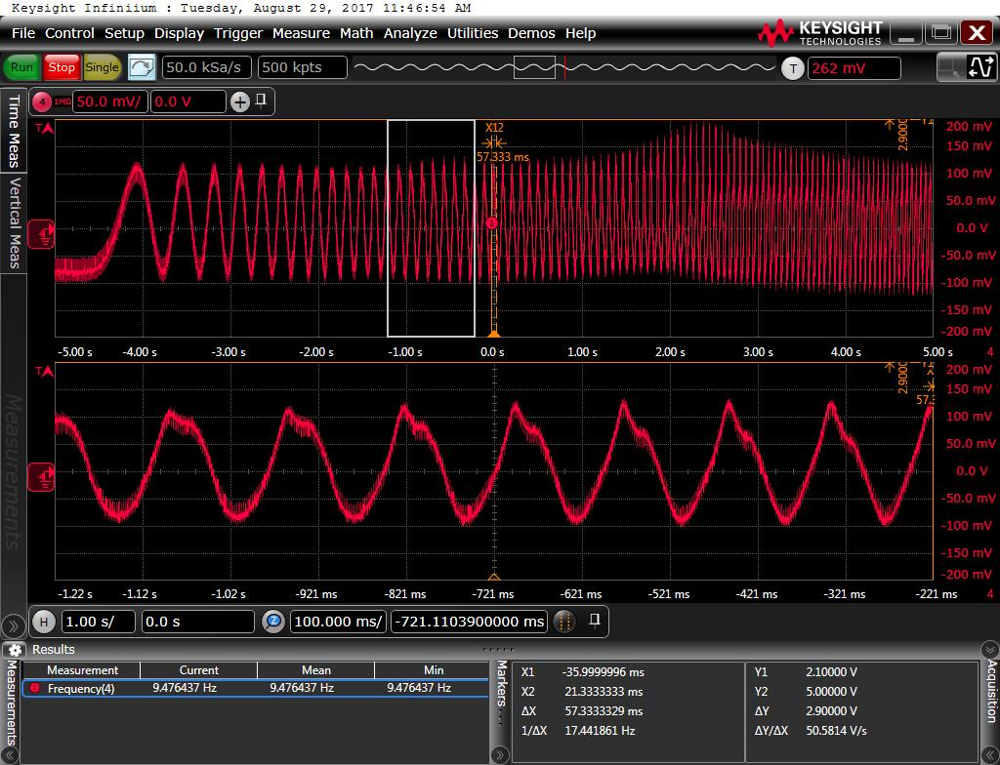 Keysight Infiniium : Tuesday, August 29, 2017 11:46:54 AM
File Control Setup Display Trigger Measure Math Analyze Utilities Demos Help
KEYSIGHT
TECHNOLOGIES
Run Stop Single 50.0 kSa/s 500 kpts T 262 mV
4 1MΩ 50.0 mV/ 0.0 V
Time Meas
Vertical Meas
Measurements
T
X12
57.333 ms
2.9000
Y1
200 mV
150 mV
100 mV
50.0 mV
0.0 V
-50.0 mV
-100 mV
-150 mV
-200 mV
-5.00 s -4.00 s -3.00 s -2.00 s -1.00 s 0.0 s 1.00 s 2.00 s 3.00 s 4.00 s 5.00 s 4
T
2.9000
57.3
200 mV
150 mV
100 mV
50.0 mV
0.0 V
-50.0 mV
-100 mV
-150 mV
-200 mV
-1.22 s -1.12 s -1.02 s -921 ms -821 ms -721 ms -621 ms -521 ms -421 ms -321 ms -221 ms 4
H 1.00 s/ 0.0 s 100.000 ms/ -721.1103900000 ms
Results
Measurements
Measurement Current Mean Min
Frequency(4) 9.476437 Hz 9.476437 Hz 9.476437 Hz
Markers
X1 -35.9999996 ms
X2 21.3333333 ms
ΔX 57.3333329 ms
1/ΔX 17.441861 Hz
Y1 2.10000 V
Y2 5.00000 V
ΔY 2.90000 V
ΔY/ΔX 50.5814 V/s
Acquisition